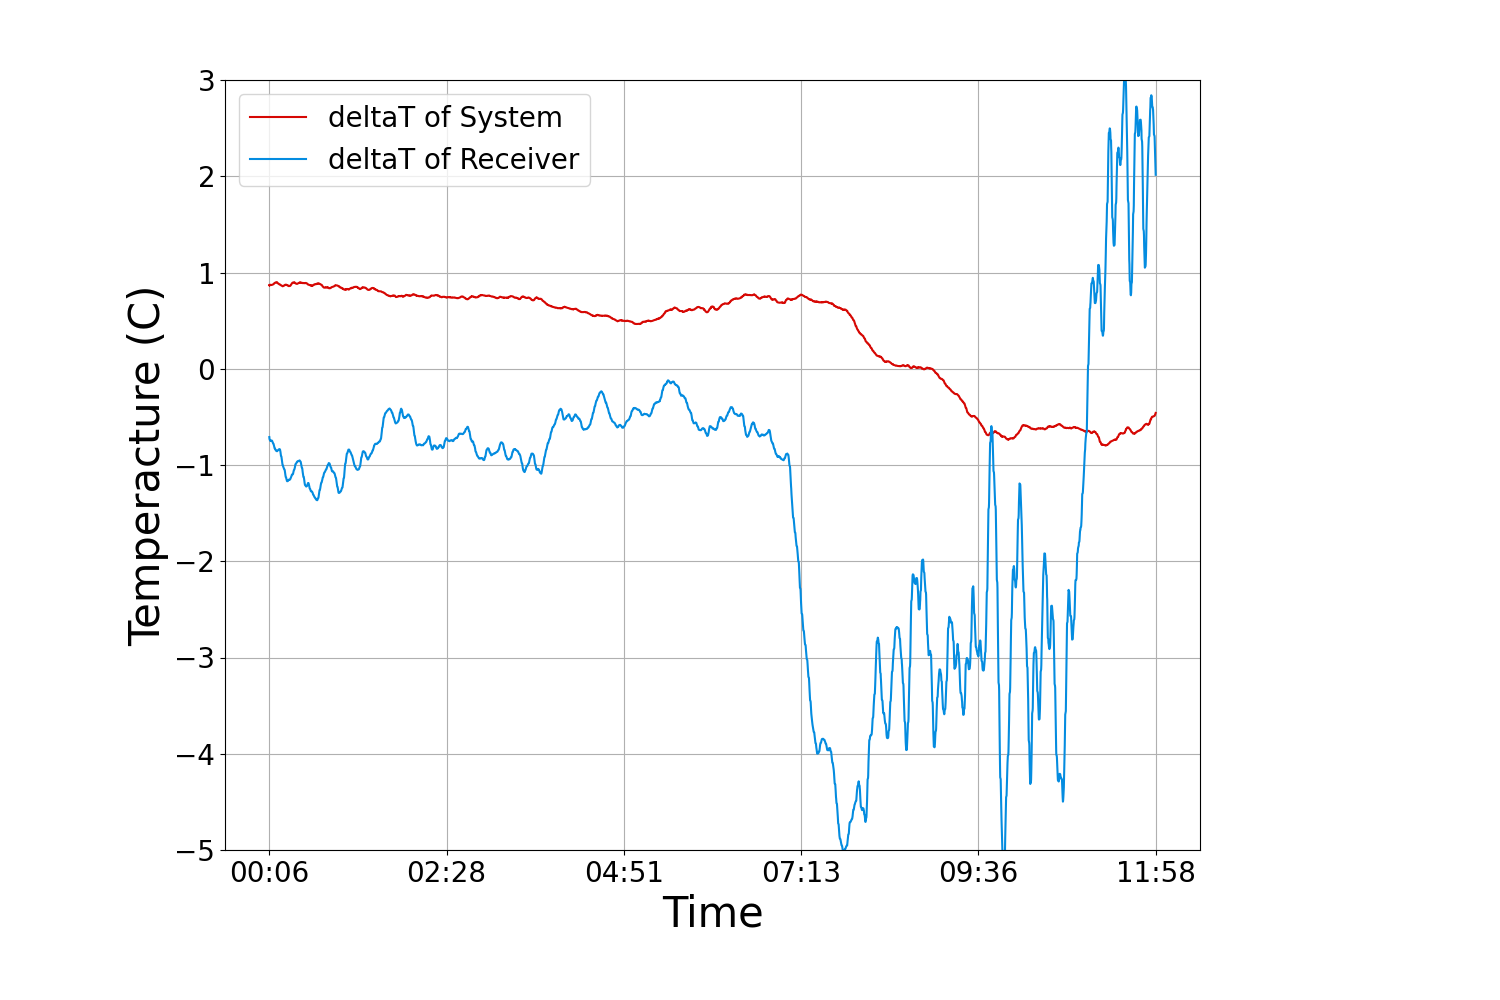 deltaT of System
deltaT of Receiver
3
2
1
0
−1
−2
−3
−4
−5
Temperacture (C)
00:06 02:28 04:51 07:13 09:36 11:58
Time